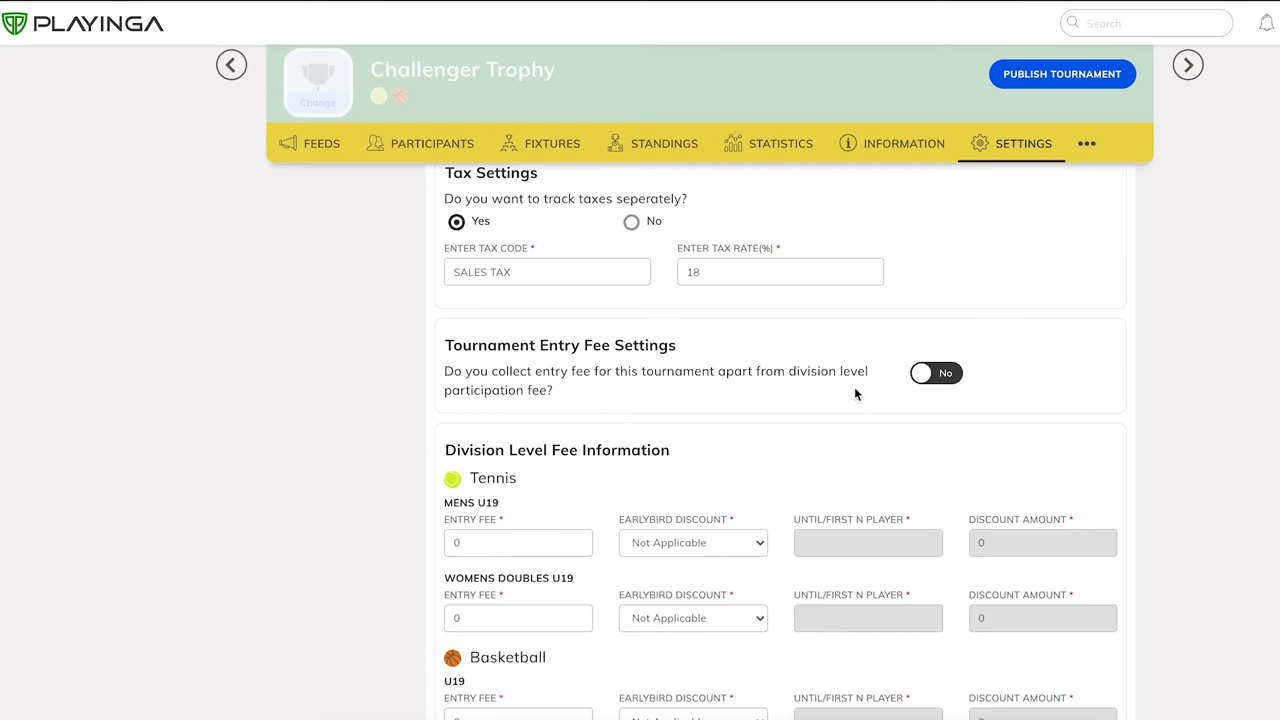 PLAYINGA
Search
Challenger Trophy
Change
PUBLISH TOURNAMENT
FEEDS PARTICIPANTS FIXTURES STANDINGS STATISTICS INFORMATION SETTINGS •••
Tax Settings
Do you want to track taxes seperately?
Yes No
ENTER TAX CODE * ENTER TAX RATE(%) *
SALES TAX 18
Tournament Entry Fee Settings
Do you collect entry fee for this tournament apart from division level
participation fee?
No
Division Level Fee Information
Tennis
MENS U19
ENTRY FEE * EARLYBIRD DISCOUNT * UNTIL/FIRST N PLAYER * DISCOUNT AMOUNT *
0 Not Applicable 0
WOMENS DOUBLES U19
ENTRY FEE * EARLYBIRD DISCOUNT * UNTIL/FIRST N PLAYER * DISCOUNT AMOUNT *
0 Not Applicable 0
Basketball
U19
ENTRY FEE * EARLYBIRD DISCOUNT * UNTIL/FIRST N PLAYER * DISCOUNT AMOUNT *